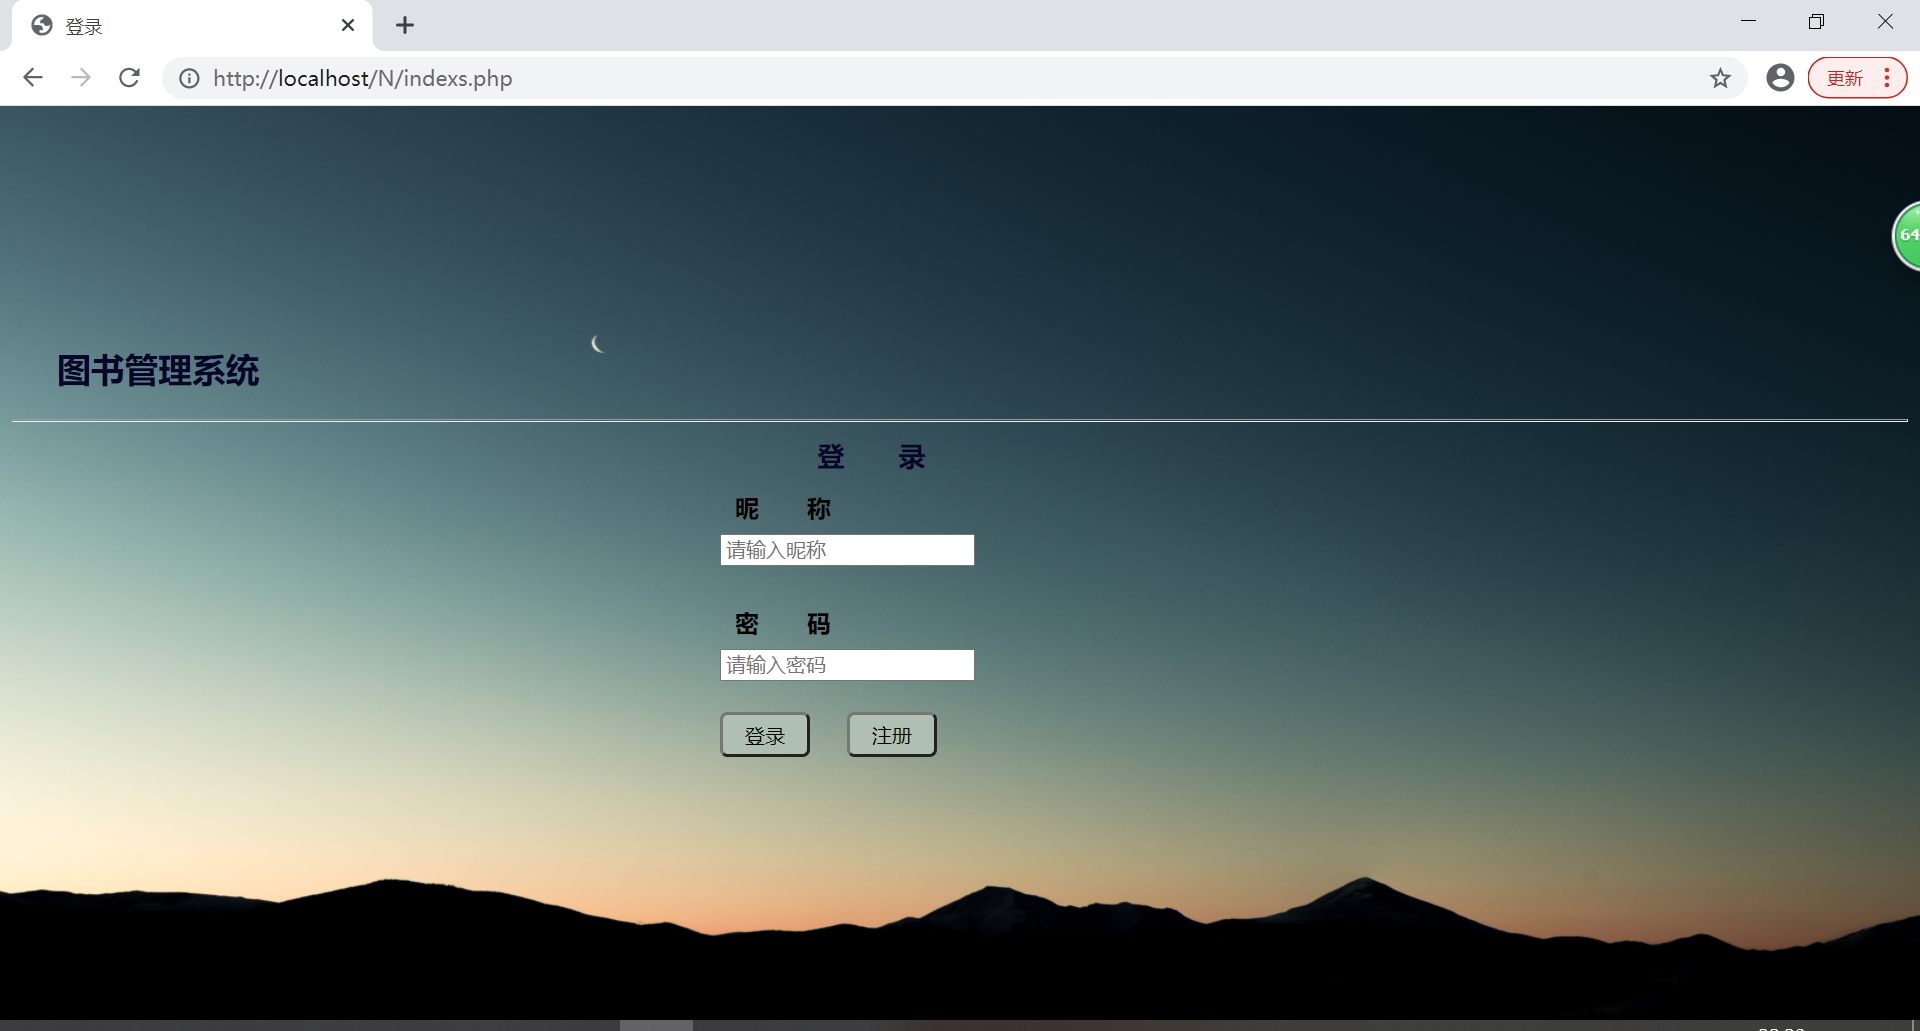 登录
http://localhost/N/indexs.php
更新
64
图书管理系统
登 录
昵 称
请输入昵称
密 码
请输入密码
登录 注册